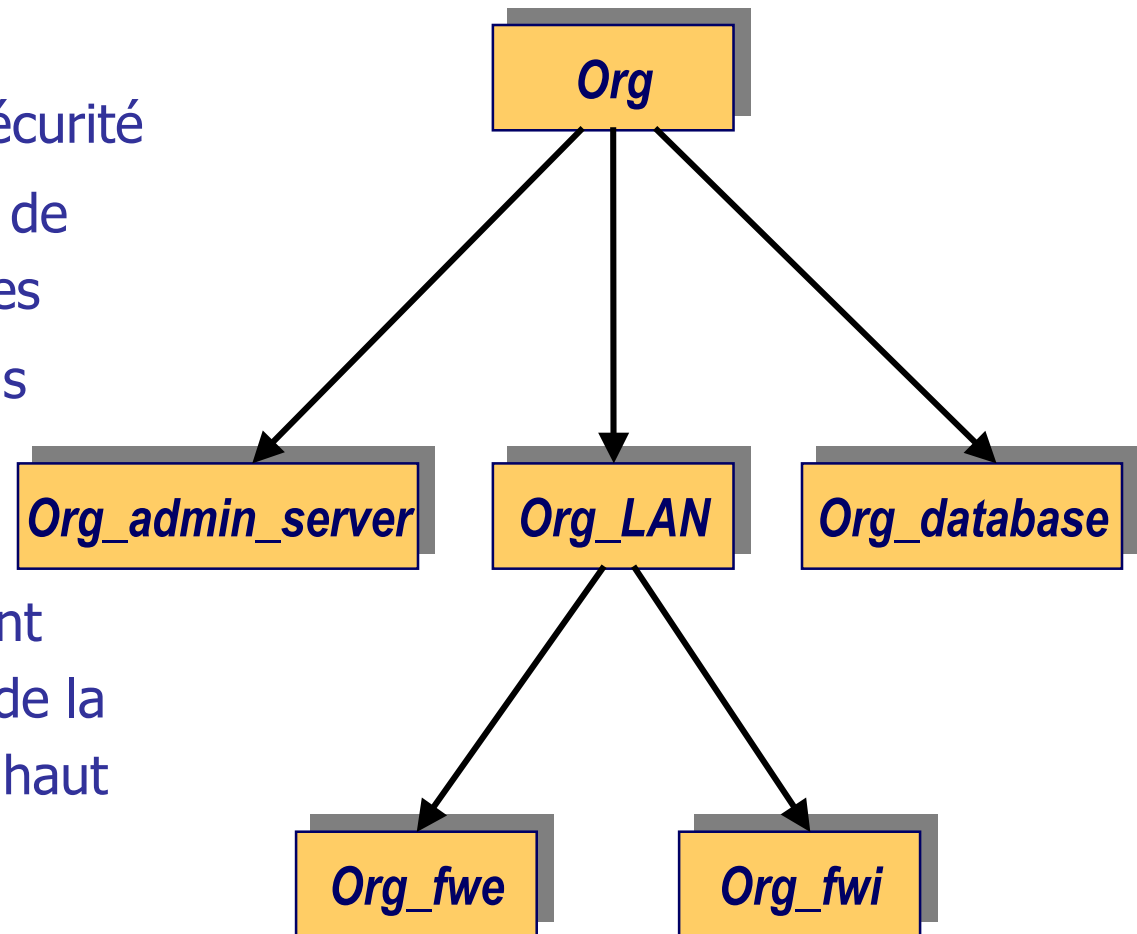 Org
écurité
de
es
s
Org_admin_server
Org_LAN
Org_database
nt
de la
haut
Org_fwe
Org_fwi